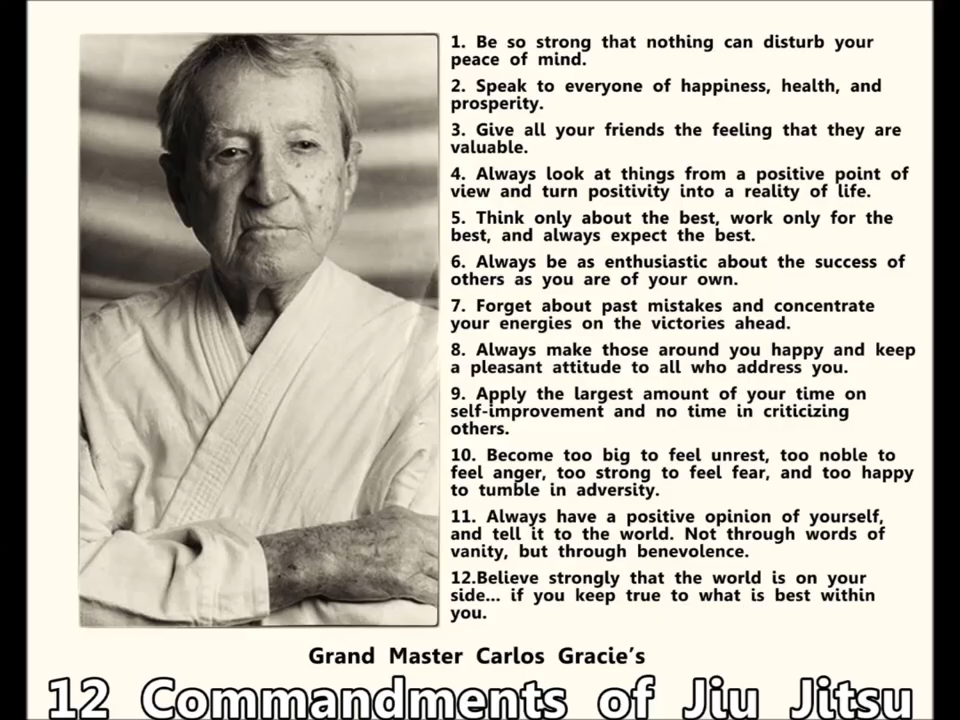 1. Be so strong that nothing can disturb your
peace of mind.
2. Speak to everyone of happiness, health, and
prosperity.
3. Give all your friends the feeling that they are
valuable.
4. Always look at things from a positive point of
view and turn positivity into a reality of life.
5. Think only about the best, work only for the
best, and always expect the best.
6. Always be as enthusiastic about the success of
others as you are of your own.
7. Forget about past mistakes and concentrate
your energies on the victories ahead.
8. Always make those around you happy and keep
a pleasant attitude to all who address you.
9. Apply the largest amount of your time on
self-improvement and no time in criticizing
others.
10. Become too big to feel unrest, too noble to
feel anger, too strong to feel fear, and too happy
to tumble in adversity.
11. Always have a positive opinion of yourself,
and tell it to the world. Not through words of
vanity, but through benevolence.
12.Believe strongly that the world is on your
side... if you keep true to what is best within
you.
Grand Master Carlos Gracie's
12 Commandments of Jiu Jitsu